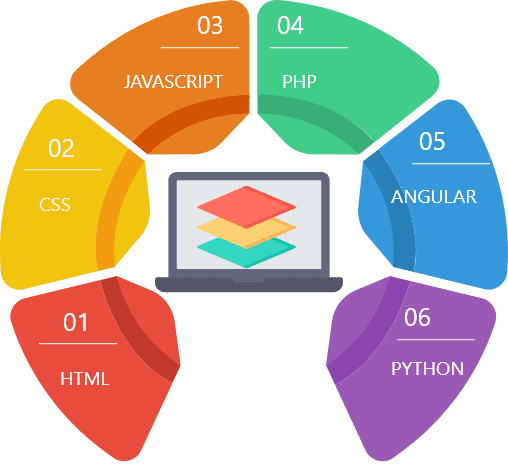 01
HTML
02
CSS
03
JAVASCRIPT
04
PHP
05
ANGULAR
06
PYTHON